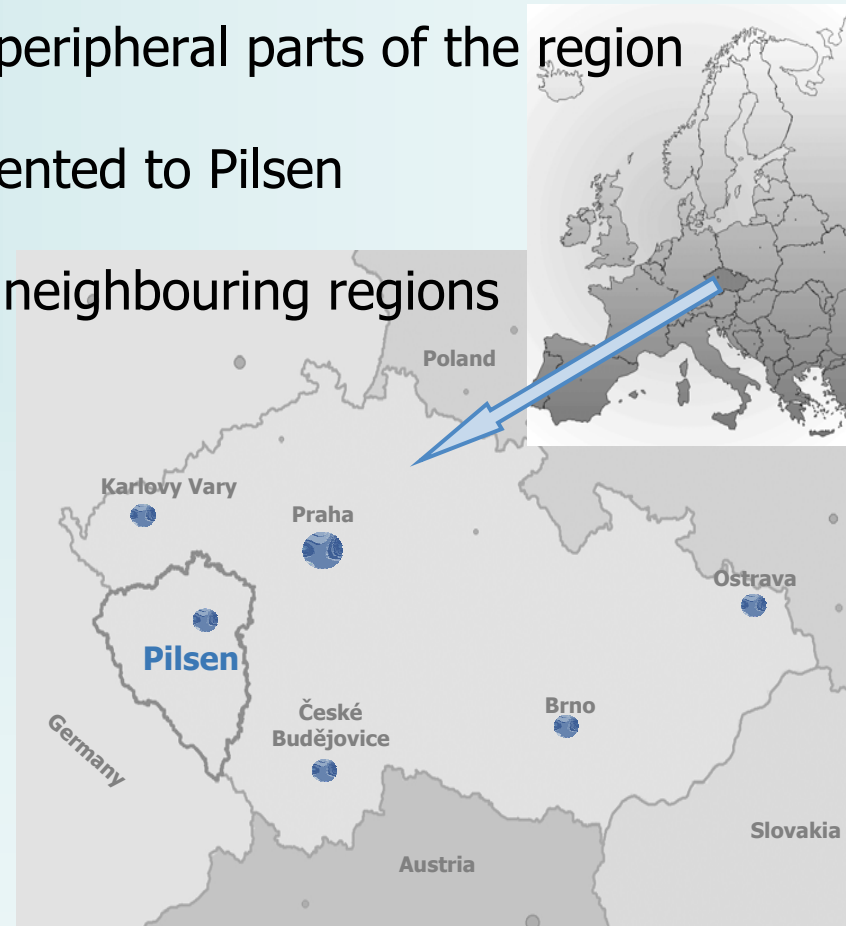 peripheral parts of the region
ented to Pilsen
neighbouring regions
Poland
Karlovy Vary
Praha
Ostrava
Pilsen
České
Budějovice
Brno
Germany
Slovakia
Austria